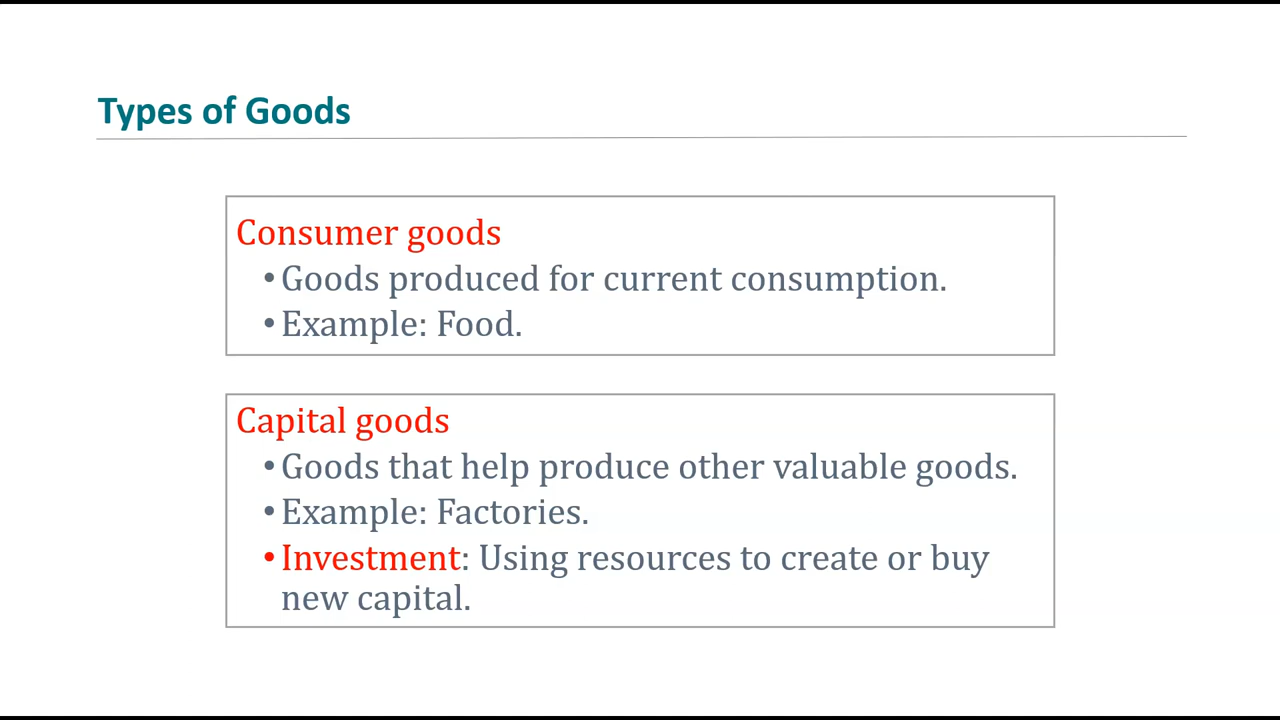 Types of Goods
Consumer goods
•Goods produced for current consumption.
•Example: Food.
Capital goods
•Goods that help produce other valuable goods.
•Example: Factories.
•Investment: Using resources to create or buy
new capital.